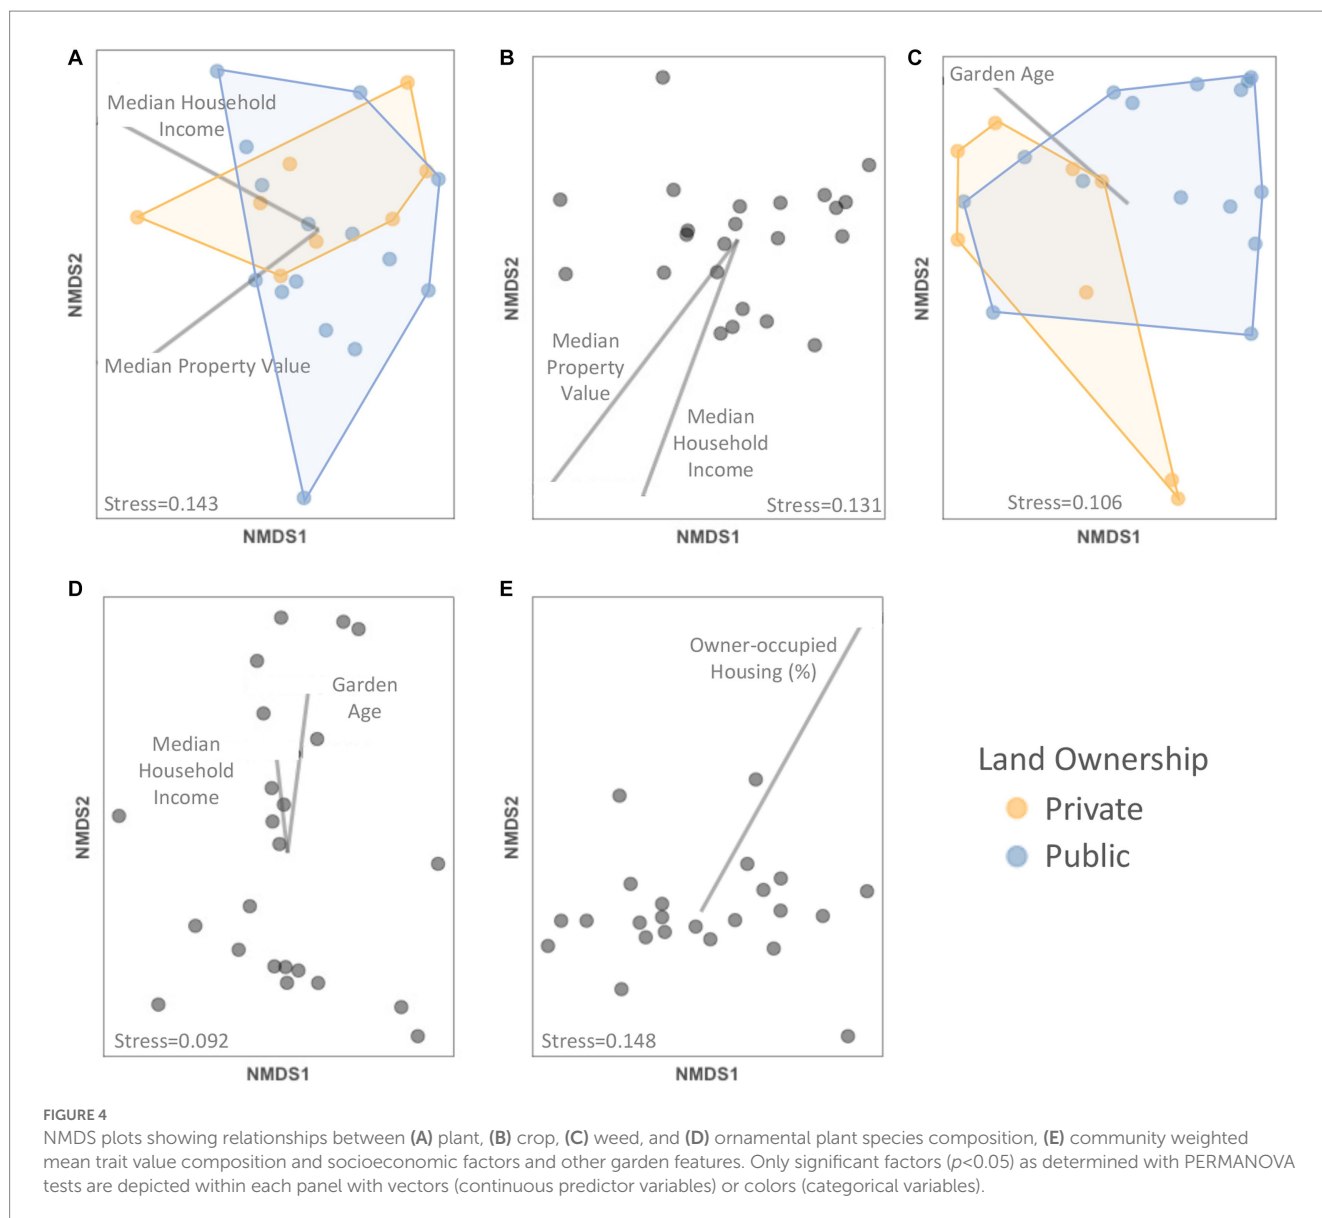 A
Median Household
Income
Median Property Value
Stress=0.143
NMDS2
NMDS1
B
Median
Property
Value
Median
Household
Income
Stress=0.131
NMDS2
NMDS1
C
Garden Age
Stress=0.106
NMDS2
NMDS1
D
Garden
Age
Median
Household
Income
Stress=0.092
NMDS2
NMDS1
E
Owner-occupied
Housing (%)
Stress=0.148
NMDS2
NMDS1
Land Ownership
Private
Public
FIGURE 4
NMDS plots showing relationships between (A) plant, (B) crop, (C) weed, and (D) ornamental plant species composition, (E) community weighted
mean trait value composition and socioeconomic factors and other garden features. Only significant factors (p<0.05) as determined with PERMANOVA
tests are depicted within each panel with vectors (continuous predictor variables) or colors (categorical variables).